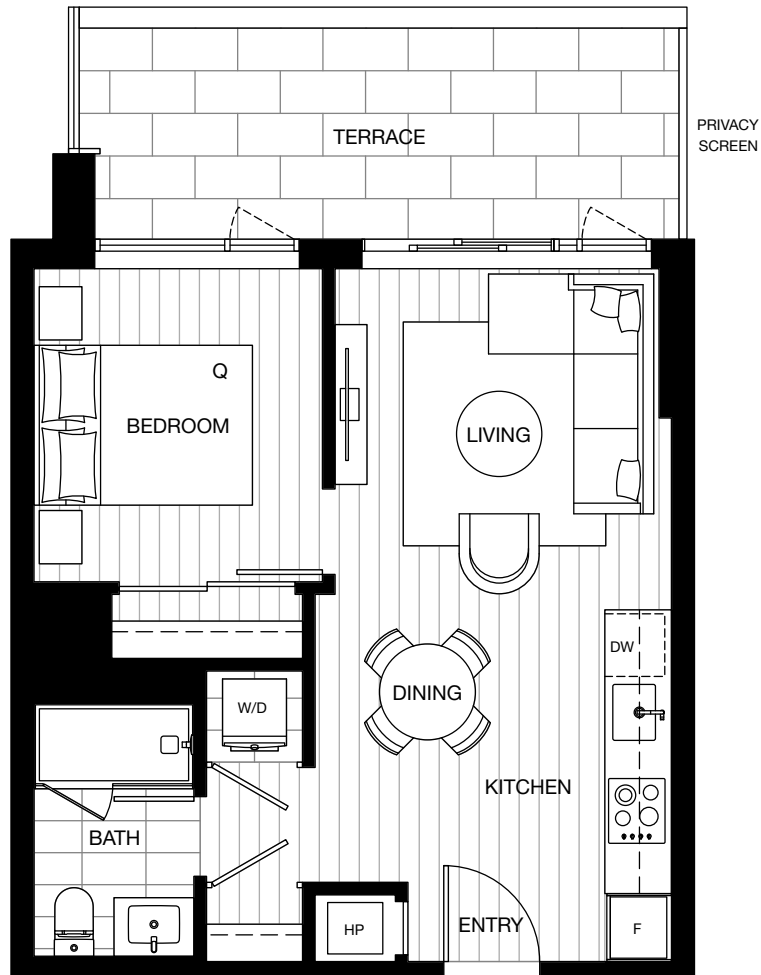 TERRACE
PRIVACY
SCREEN
Q
BEDROOM
LIVING
DW
W/D
DINING
KITCHEN
BATH
HP
ENTRY
F